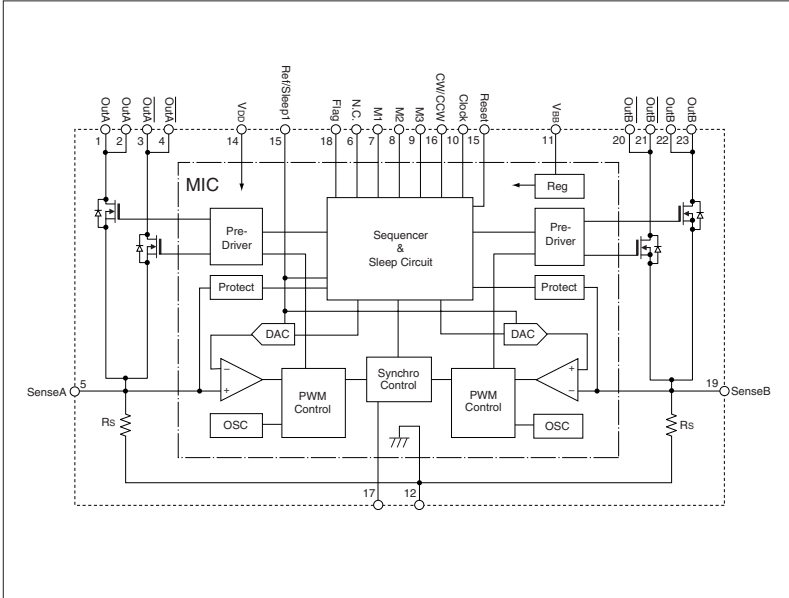 OutA
OutA
OutA
OutA
VDD
Ref/Sleep1
Flag
N.C.
M1
M2
M3
CW/CCW
Clock
Reset
VBB
OutB
OutB
OutB
OutB
1
2
3
4
14
15
18
6
7
8
9
16
10
15
11
20
21
22
23
MIC
Reg
Pre-
Driver
Sequencer
&
Sleep Circuit
Pre-
Driver
Protect
Protect
DAC
DAC
−
+
+
−
SenseA
5
PWM
Control
Synchro
Control
PWM
Control
19
SenseB
RS
OSC
OSC
RS
17
12